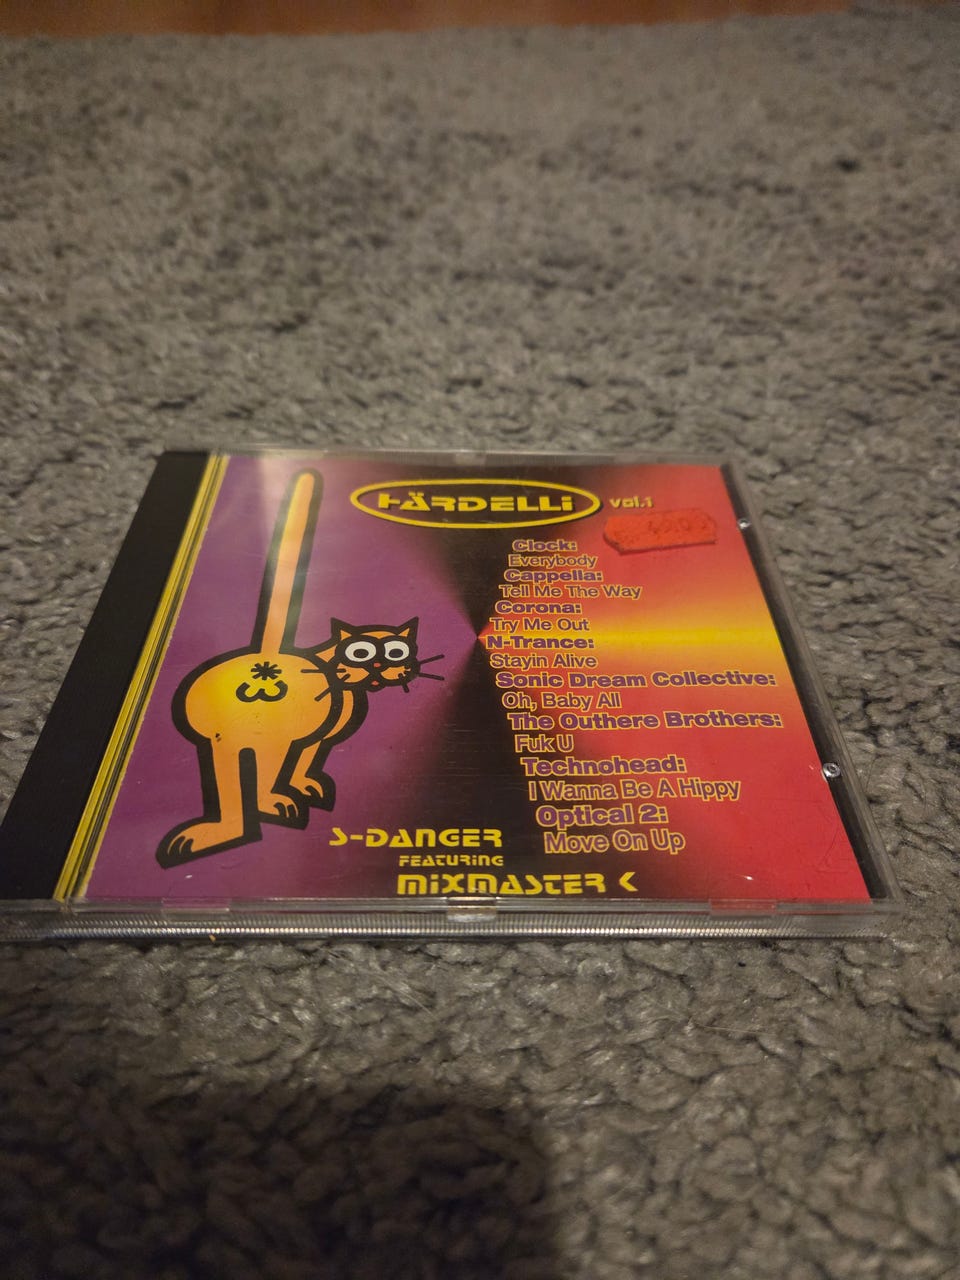 HÄRDELLi vol.1
Clock:
Everybody
Cappella:
Tell Me The Way
Corona:
Try Me Out
N-Trance:
Stayin Alive
Sonic Dream Collective:
Oh, Baby All
The Outhere Brothers:
Fuk U
Technohead:
I Wanna Be A Hippy
Optical 2:
Move On Up
S-DANGER
FEATURING
MIXMASTER K